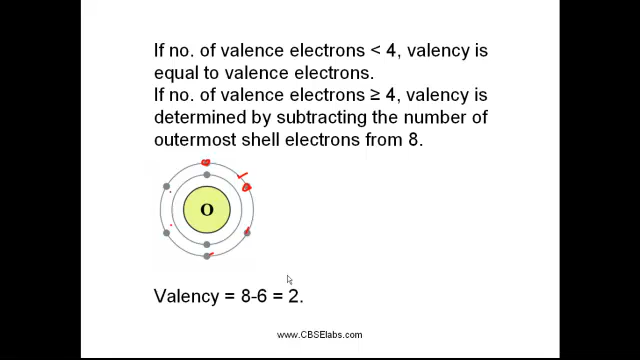 If no. of valence electrons < 4, valency is
equal to valence electrons.
If no. of valence electrons ≥ 4, valency is
determined by subtracting the number of
outermost shell electrons from 8.
O
Valency = 8-6 = 2.
www.CBSElabs.com